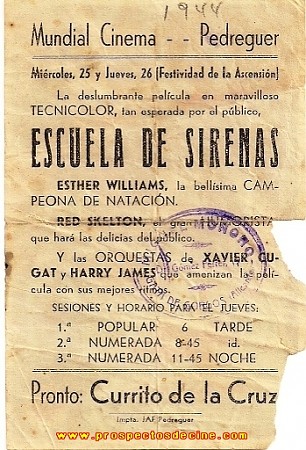 1944
Mundial Cinema - - Pedreguer
Miércoles, 25 y Jueves, 26 (Festividad de la Ascensión)
La deslumbrante película en maravilloso
TECNICOLOR, tan esperada por el público,
ESCUELA DE SIRENAS
ESTHER WILLIAMS, la bellísima CAM-
PEONA DE NATACIÓN.
RED SKELTON, el gran HUMORISTA
que hará las delicias del público.
Y las ORQUESTAS de XAVIER CU-
GAT y HARRY JAMES que amenizan la pelí-
cula con sus mejores ritmos.
SESIONES Y HORARIO PARA EL JUEVES:
1.ª POPULAR 6 TARDE
2.ª NUMERADA 8-45 id.
3.ª NUMERADA 11-45 NOCHE
Pronto: Currito de la Cruz
Impta. JAF Pedreguer
www.prospectosdecine.com